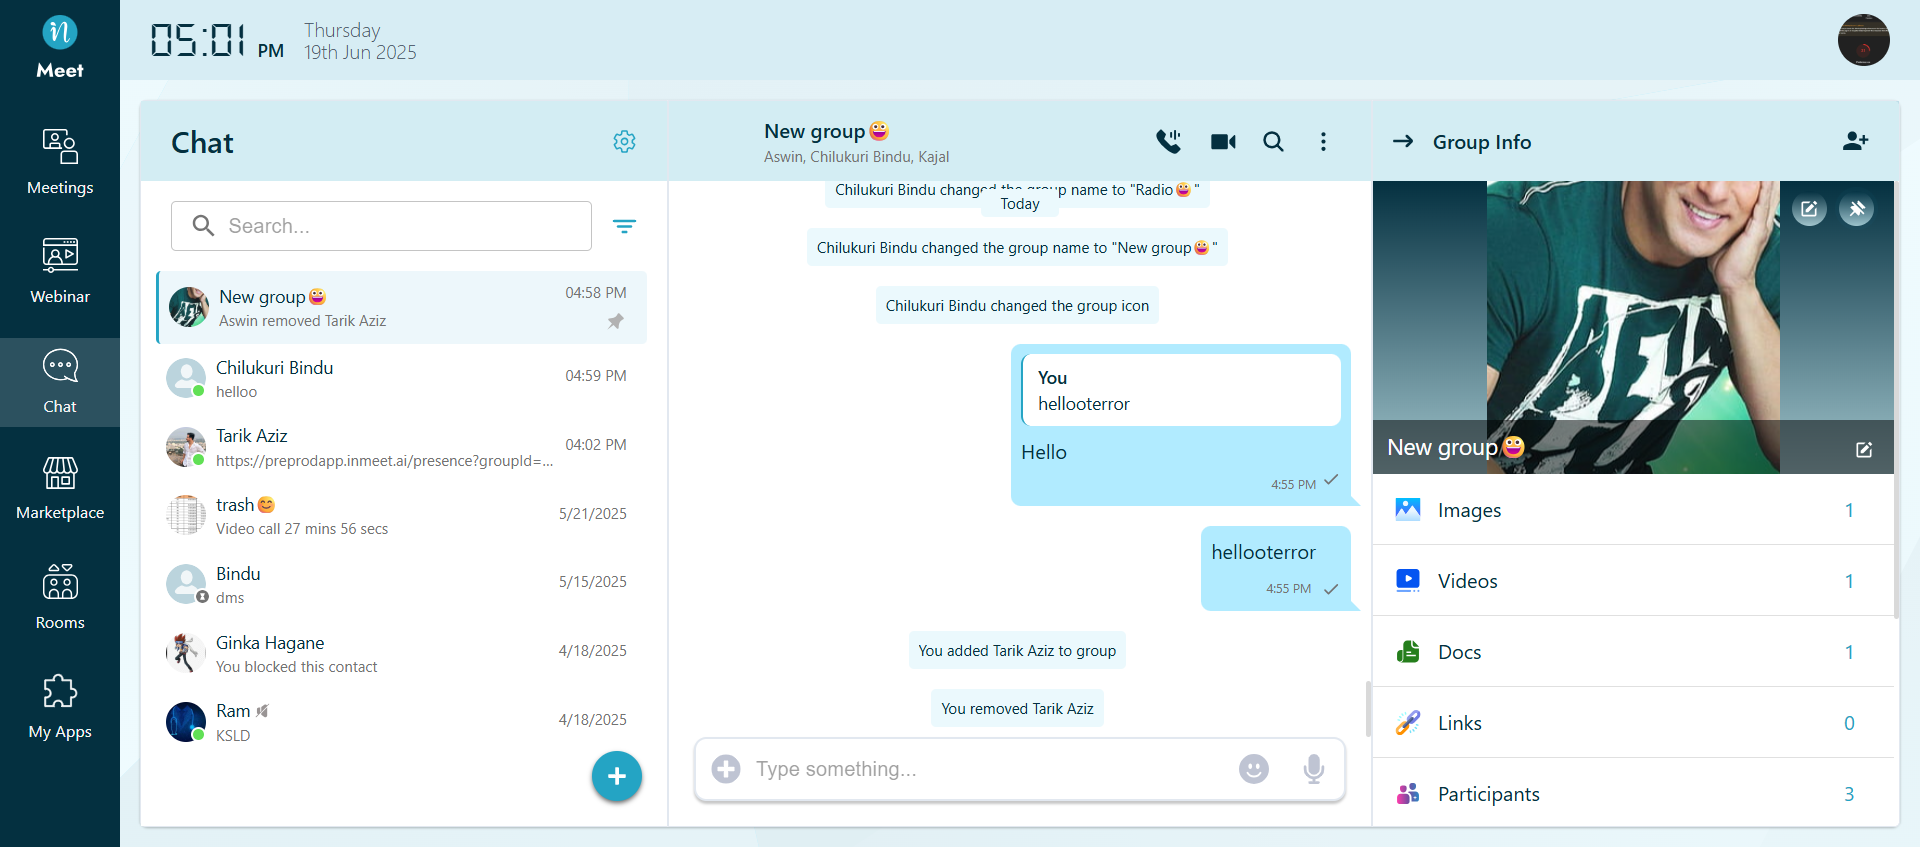 Meet
05:01 PM
Thursday
19th Jun 2025
Meetings
Webinar
Chat
Marketplace
Rooms
My Apps
Chat
Search...
New group😀
04:58 PM
Aswin removed Tarik Aziz
Chilukuri Bindu
04:59 PM
helloo
Tarik Aziz
04:02 PM
https://preprodapp.inmeet.ai/presence?groupId=...
trash😊
5/21/2025
Video call 27 mins 56 secs
Bindu
5/15/2025
dms
Ginka Hagane
4/18/2025
You blocked this contact
Ram
4/18/2025
KSLD
New group😀
Aswin, Chilukuri Bindu, Kajal
Chilukuri Bindu changed the group name to "Radio😀"
Today
Chilukuri Bindu changed the group name to "New group😀"
Chilukuri Bindu changed the group icon
You
hellooterror
Hello
4:55 PM
hellooterror
4:55 PM
You added Tarik Aziz to group
You removed Tarik Aziz
Type something...
Group Info
New group😀
Images 1
Videos 1
Docs 1
Links 0
Participants 3